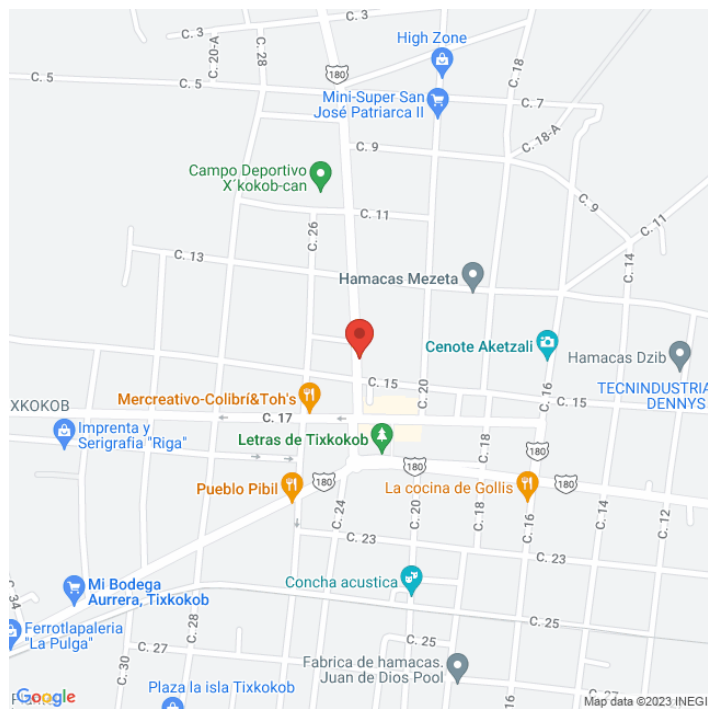 C. 3
C. 20-A
C. 28
180
High Zone
C. 18
C. 5
C. 5
Mini-Super San
José Patriarca II
C. 7
C. 18-A
C. 9
Campo Deportivo
X´kokob-can
C. 9
C. 11
C. 11
C. 26
C. 13
C. 14
Hamacas Mezeta
Cenote Aketzali
Hamacas Dzib
C. 15
C. 20
C. 16
TECNINDUSTRIA
DENNYS
C. 15
Mercreativo-Colibrí&Toh's
XKOKOB
C. 17
Imprenta y
Serigrafia "Riga"
Letras de Tixkokob
C. 18
180
180
180
180
Pueblo Pibil
La cocina de Gollis
C. 24
C. 20
C. 18
C. 16
C. 14
C. 12
C. 23
C. 23
Concha acustica
Mi Bodega
Aurrera, Tixkokob
C. 34
Ferrotlapaleria
"La Pulga"
C. 28
C. 25
C. 25
C. 27
C. 30
Fabrica de hamacas.
Juan de Dios Pool
Plaza la isla Tixkokob
Google
Map data ©2023 INEGI